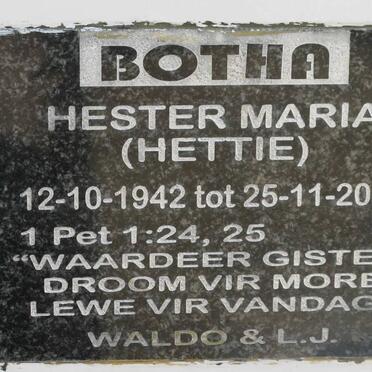 BOTHA
HESTER MARIA
(HETTIE)
12-10-1942 tot 25-11-20
1 Pet 1:24, 25
"WAARDEER GISTE
DROOM VIR MORE
LEWE VIR VANDAG
WALDO & L.J.